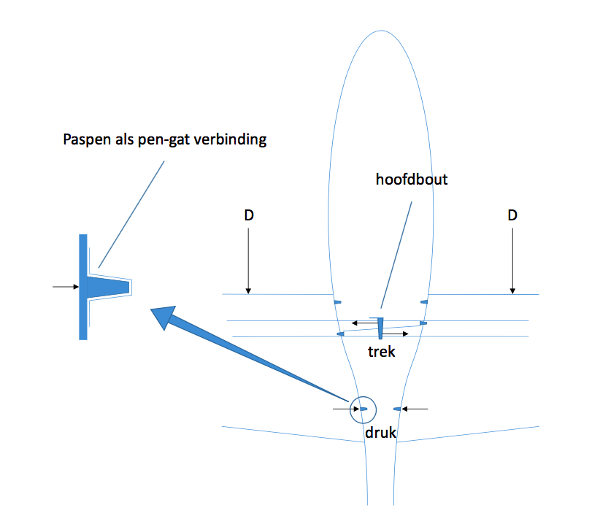 Paspen als pen-gat verbinding
hoofdbout
D
D
trek
druk